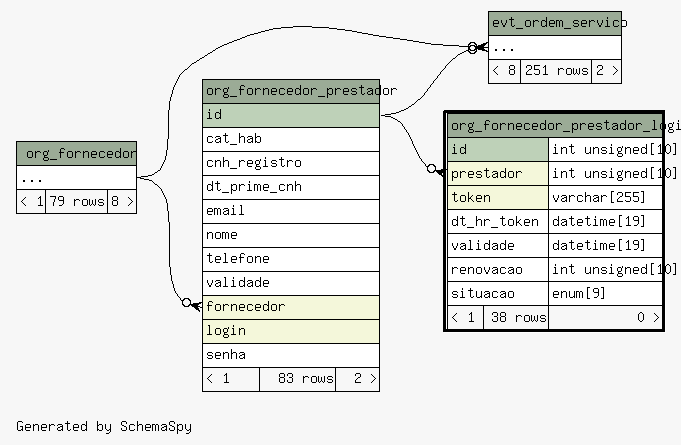 evt_ordem_servico
...
< 8 251 rows 2 >
org_fornecedor_prestador
id
cat_hab
cnh_registro
dt_prime_cnh
email
nome
telefone
validade
fornecedor
login
senha
< 1 83 rows 2 >
org_fornecedor
...
< 1 79 rows 8 >
org_fornecedor_prestador_logi
id int unsigned[10]
prestador int unsigned[10]
token varchar[255]
dt_hr_token datetime[19]
validade datetime[19]
renovacao int unsigned[10]
situacao enum[9]
< 1 38 rows 0 >
Generated by SchemaSpy